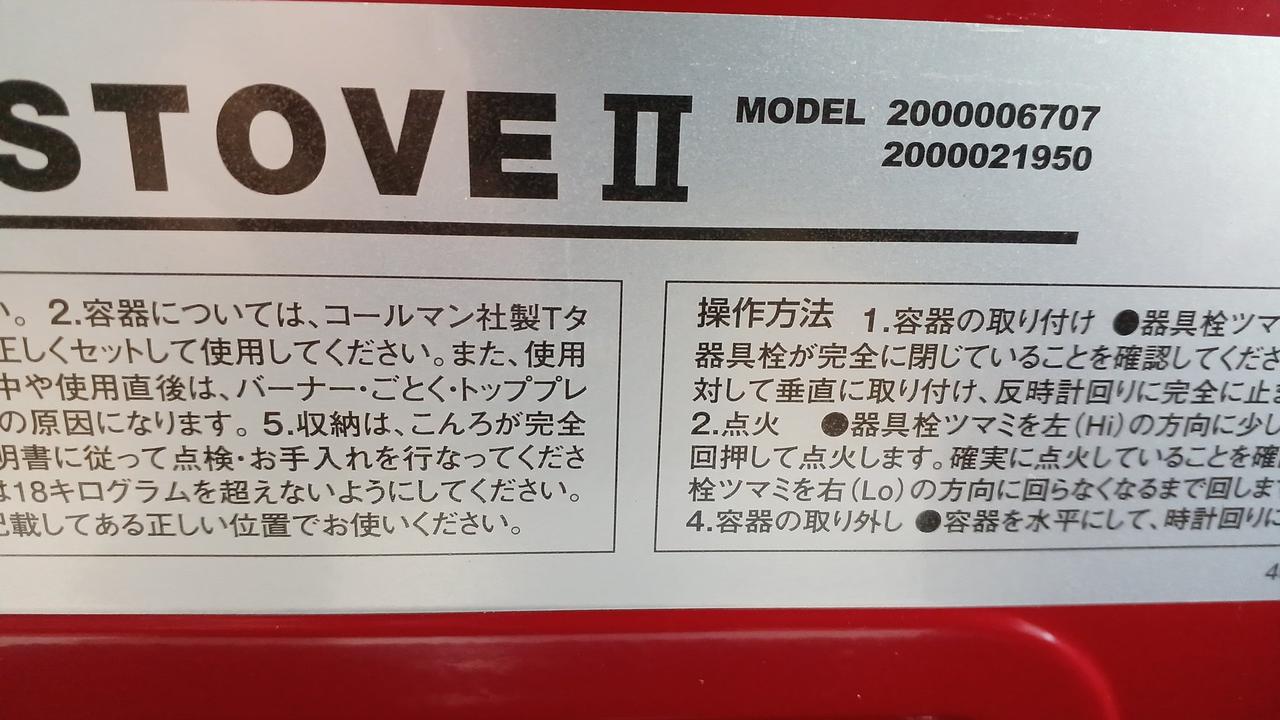 STOVE II
MODEL 2000006707
2000021950
い。2.容器については、コールマン社製Tタ
正しくセットして使用してください。また、使用
中や使用直後は、バーナー・ごとく・トッププレ
の原因になります。5.収納は、こんろが完全
明書に従って点検・お手入れを行なってくださ
は18キログラムを超えないようにしてください。
記載してある正しい位置でお使いください。
操作方法 1.容器の取り付け ●器具栓ツマ
器具栓が完全に閉じていることを確認してくださ
対して垂直に取り付け、反時計回りに完全に止ま
2.点火 ●器具栓ツマミを左(Hi)の方向に少し
回押して点火します。確実に点火していることを確認
栓ツマミを右(Lo)の方向に回らなくなるまで回しま
4.容器の取り外し ●容器を水平にして、時計回りに